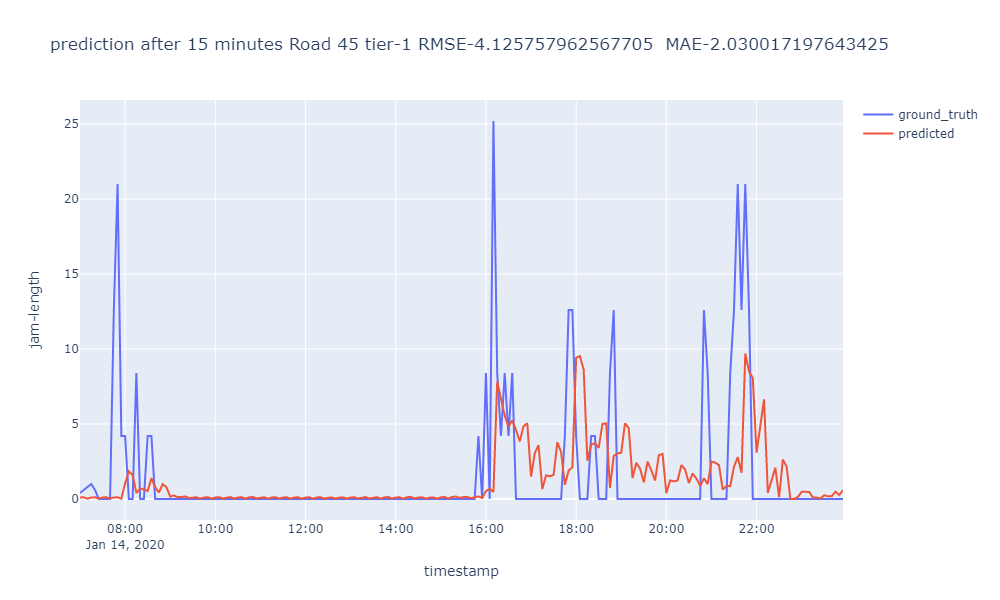 prediction after 15 minutes Road 45 tier-1 RMSE-4.125757962567705  MAE-2.030017197643425
ground_truth
predicted
25
20
15
10
5
0
jam-length
08:00 10:00 12:00 14:00 16:00 18:00 20:00 22:00
Jan 14, 2020
timestamp